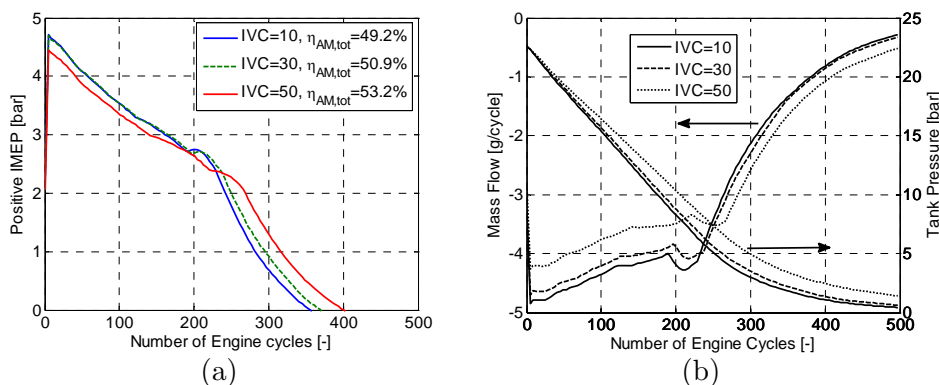 5
4
3
2
1
0
Positive IMEP [bar]
0 100 200 300 400 500
Number of Engine cycles [-]
IVC=10, ηAM,tot=49.2%
IVC=30, ηAM,tot=50.9%
IVC=50, ηAM,tot=53.2%
(a)
0
-1
-2
-3
-4
-5
Mass Flow [g/cycle]
IVC=10
IVC=30
IVC=50
25
20
15
10
5
0
Tank Pressure [bar]
0 100 200 300 400 500
Number of Engine Cycles [-]
(b)